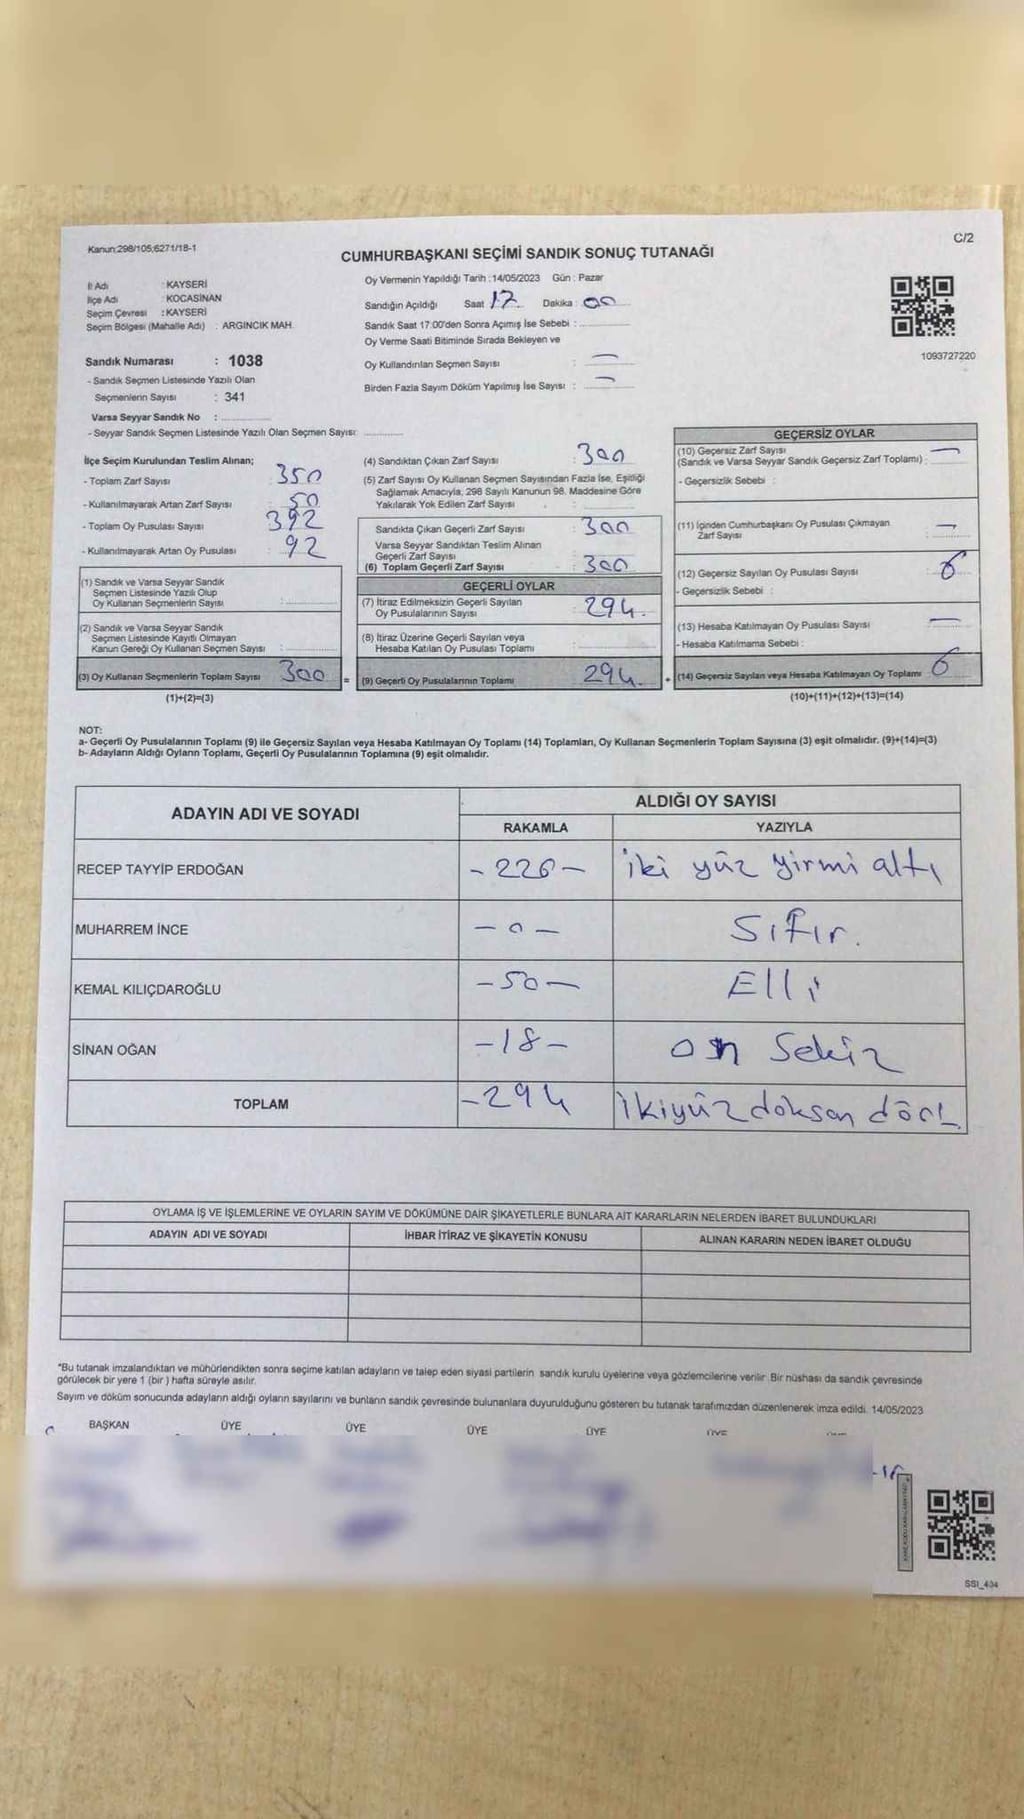 Kanun:298/105;6271/18-1
C/2
CUMHURBAŞKANI SEÇİMİ SANDIK SONUÇ TUTANAĞI
İl Adı : KAYSERİ
İlçe Adı : KOCASİNAN
Seçim Çevresi : KAYSERİ
Seçim Bölgesi (Mahalle Adı) : ARGINCIK MAH.
Oy Vermenin Yapıldığı Tarih : 14/05/2023 Gün : Pazar
Sandığın Açıldığı Saat 17 Dakika : 00
Sandık Saat 17:00'den Sonra Açımış İse Sebebi :
Oy Verme Saati Bitiminde Sırada Bekleyen ve
Oy Kullandırılan Seçmen Sayısı : —
Birden Fazla Sayım Döküm Yapılmış İse Sayısı : —
1093727220
Sandık Numarası : 1038
- Sandık Seçmen Listesinde Yazılı Olan
Seçmenlerin Sayısı : 341
Varsa Seyyar Sandık No :
- Seyyar Sandık Seçmen Listesinde Yazılı Olan Seçmen Sayısı:
İlçe Seçim Kurulundan Teslim Alınan;
- Toplam Zarf Sayısı : 350
- Kullanılmayarak Artan Zarf Sayısı : 50
- Toplam Oy Pusulası Sayısı : 392
- Kullanılmayarak Artan Oy Pusulası : 92
(1) Sandık ve Varsa Seyyar Sandık
Seçmen Listesinde Yazılı Olup
Oy Kullanan Seçmenlerin Sayısı :
(2) Sandık ve Varsa Seyyar Sandık
Seçmen Listesinde Kayıtlı Olmayan
Kanun Gereği Oy Kullanan Seçmen Sayısı :
(3) Oy Kullanan Seçmenlerin Toplam Sayısı 300
(1)+(2)=(3)
(4) Sandıktan Çıkan Zarf Sayısı : 300
(5) Zarf Sayısı Oy Kullanan Seçmen Sayısından Fazla İse, Eşitliği
Sağlamak Amacıyla, 298 Sayılı Kanunun 98. Maddesine Göre
Yakılarak Yok Edilen Zarf Sayısı :
Sandıkta Çıkan Geçerli Zarf Sayısı : 300
Varsa Seyyar Sandıktan Teslim Alınan
Geçerli Zarf Sayısı :
(6) Toplam Geçerli Zarf Sayısı : 300
GEÇERLİ OYLAR
(7) İtiraz Edilmeksizin Geçerli Sayılan
Oy Pusulalarının Sayısı : 294.
(8) İtiraz Üzerine Geçerli Sayılan veya
Hesaba Katılan Oy Pusulası Toplamı :
= (9) Geçerli Oy Pusulalarının Toplamı 294.
GEÇERSİZ OYLAR
(10) Geçersiz Zarf Sayısı
(Sandık ve Varsa Seyyar Sandık Geçersiz Zarf Toplamı) : —
- Geçersizlik Sebebi :
(11) İçinden Cumhurbaşkanı Oy Pusulası Çıkmayan
Zarf Sayısı : —
(12) Geçersiz Sayılan Oy Pusulası Sayısı : 6
- Geçersizlik Sebebi :
(13) Hesaba Katılmayan Oy Pusulası Sayısı : —
- Hesaba Katılmama Sebebi :
+ (14) Geçersiz Sayılan veya Hesaba Katılmayan Oy Toplamı 6
(10)+(11)+(12)+(13)=(14)
NOT:
a- Geçerli Oy Pusulalarının Toplamı (9) ile Geçersiz Sayılan veya Hesaba Katılmayan Oy Toplamı (14) Toplamları, Oy Kullanan Seçmenlerin Toplam Sayısına (3) eşit olmalıdır. (9)+(14)=(3)
b- Adayların Aldığı Oyların Toplamı, Geçerli Oy Pusulalarının Toplamına (9) eşit olmalıdır.
ADAYIN ADI VE SOYADI
ALDIĞI OY SAYISI
RAKAMLA YAZIYLA
RECEP TAYYİP ERDOĞAN - 226 - iki yüz yirmi altı
MUHARREM İNCE - 0 - Sıfır.
KEMAL KILIÇDAROĞLU - 50 - Elli
SİNAN OĞAN - 18 - on Sekiz
TOPLAM - 294 İkiyüz doksan dört
OYLAMA İŞ VE İŞLEMLERİNE VE OYLARIN SAYIM VE DÖKÜMÜNE DAİR ŞİKAYETLERLE BUNLARA AİT KARARLARIN NELERDEN İBARET BULUNDUKLARI
ADAYIN ADI VE SOYADI İHBAR İTİRAZ VE ŞİKAYETİN KONUSU ALINAN KARARIN NEDEN İBARET OLDUĞU
*Bu tutanak imzalandıktan ve mühürlendikten sonra seçime katılan adayların ve talep eden siyasi partilerin sandık kurulu üyelerine veya gözlemcilerine verilir. Bir nüshası da sandık çevresinde
görülecek bir yere 1 (bir) hafta süreyle asılır.
Sayım ve döküm sonucunda adayların aldığı oyların sayılarını ve bunların sandık çevresinde bulunanlara duyurulduğunu gösteren bu tutanak tarafımızdan düzenlenerek imza edildi. 14/05/2023
BAŞKAN ÜYE ÜYE ÜYE ÜYE ÜYE
SSI_404